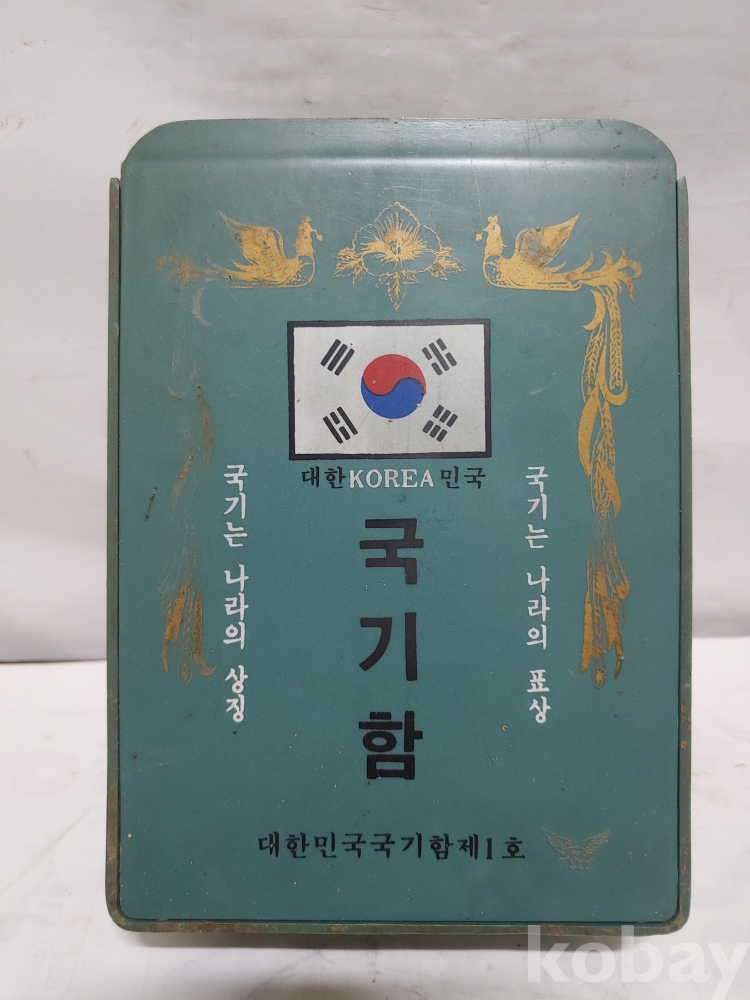 대한KOREA민국
국기는 나라의 상징
국기함
국기는 나라의 표상
대한민국국기함제1호
kobay